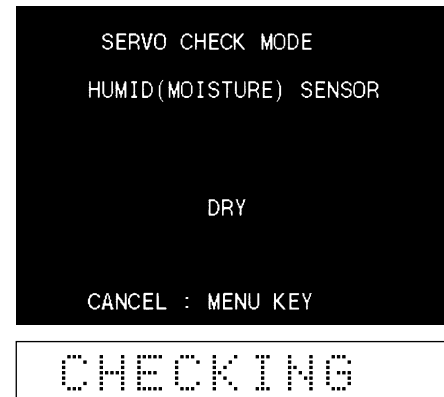 SERVO CHECK MODE
HUMID(MOISTURE) SENSOR
DRY
CANCEL : MENU KEY
CHECKING